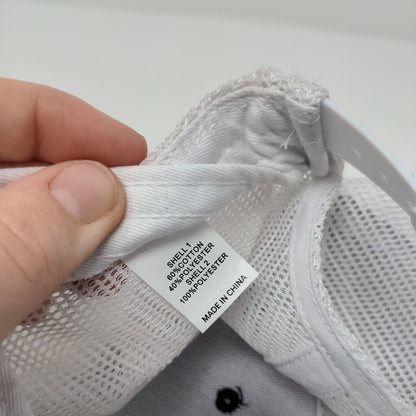 SHELL 1
60%COTTON
40%POLYESTER
SHELL 2
100%POLYESTER
MADE IN CHINA